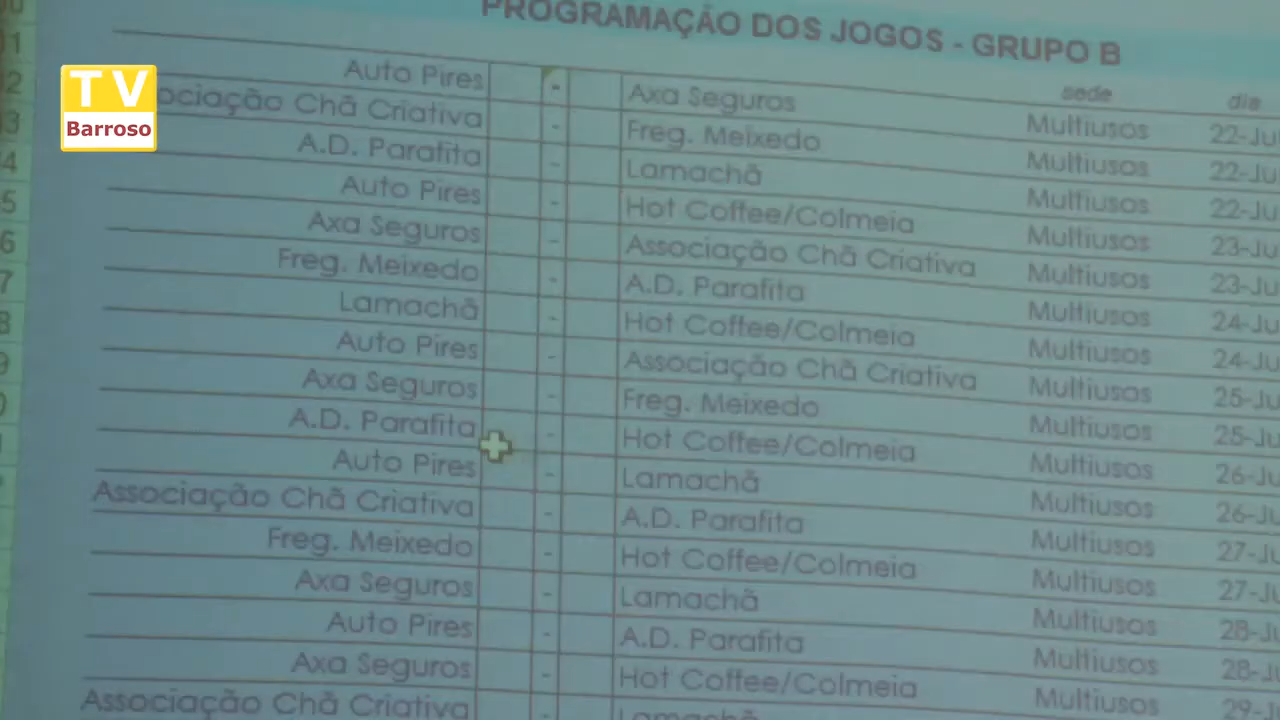 PROGRAMAÇÃO DOS JOGOS - GRUPO B
sede dia
TV
Barroso
Auto Pires - Axa Seguros Multiusos 22-Ju
ociação Chã Criativa - Freg. Meixedo Multiusos 22-Ju
A.D. Parafita - Lamachã Multiusos 22-Ju
Auto Pires - Hot Coffee/Colmeia Multiusos 23-Ju
Axa Seguros - Associação Chã Criativa Multiusos 23-Ju
Freg. Meixedo - A.D. Parafita Multiusos 24-Ju
Lamachã - Hot Coffee/Colmeia Multiusos 24-Ju
Auto Pires - Associação Chã Criativa Multiusos 25-Ju
Axa Seguros - Freg. Meixedo Multiusos 25-Ju
A.D. Parafita - Hot Coffee/Colmeia Multiusos 26-Ju
Auto Pires - Lamachã Multiusos 26-Ju
Associação Chã Criativa - A.D. Parafita Multiusos 27-Ju
Freg. Meixedo - Hot Coffee/Colmeia Multiusos 27-Ju
Axa Seguros - Lamachã Multiusos 28-Ju
Auto Pires - A.D. Parafita Multiusos 28-Ju
Axa Seguros - Hot Coffee/Colmeia Multiusos 29-Ju
Associação Chã Criativa - Lamachã